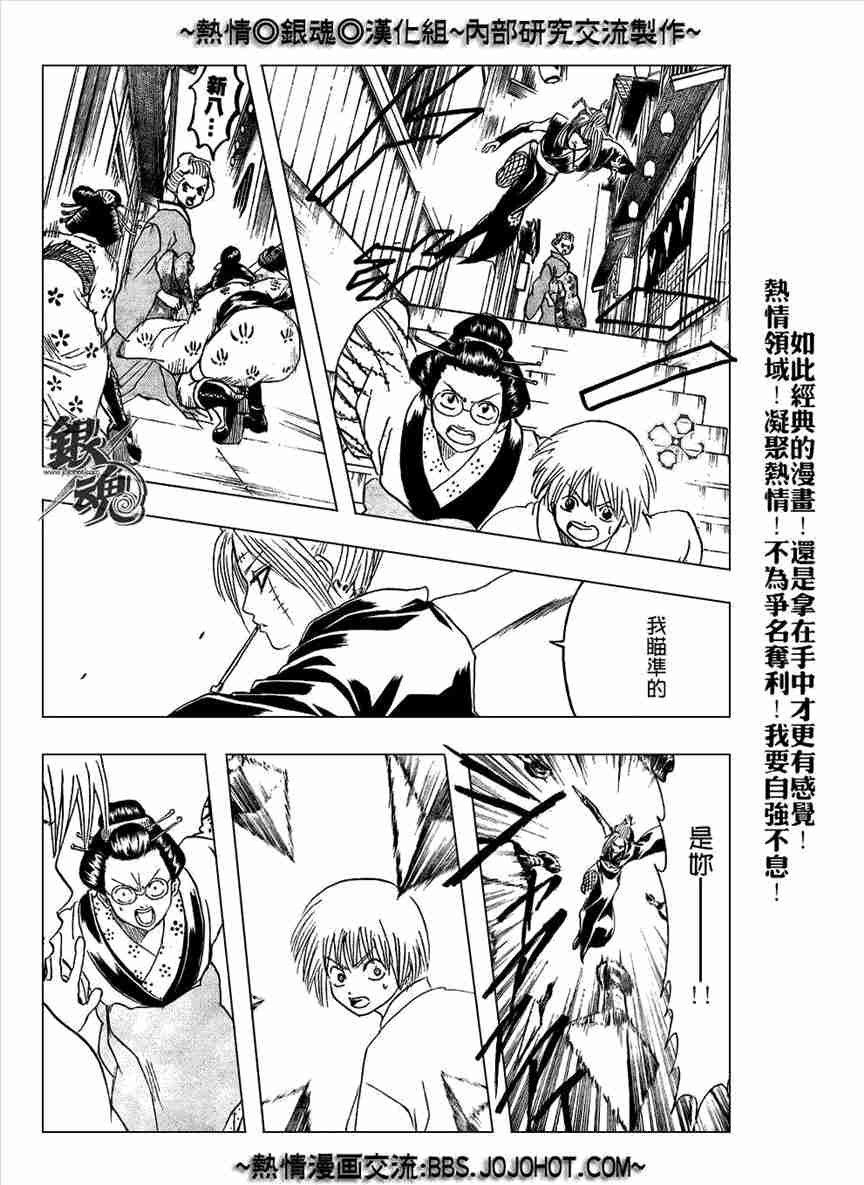 ~熱情◎銀魂◎漢化組~內部研究交流製作~
新八…
我瞄準的
是妳——!!
如此經典的漫畫！還是拿在手中才更有感覺！
熱情領域！凝聚熱情！不為爭名奪利！我要自強不息！
銀魂
~熱情漫画交流:BBS.JOJOHOT.COM~